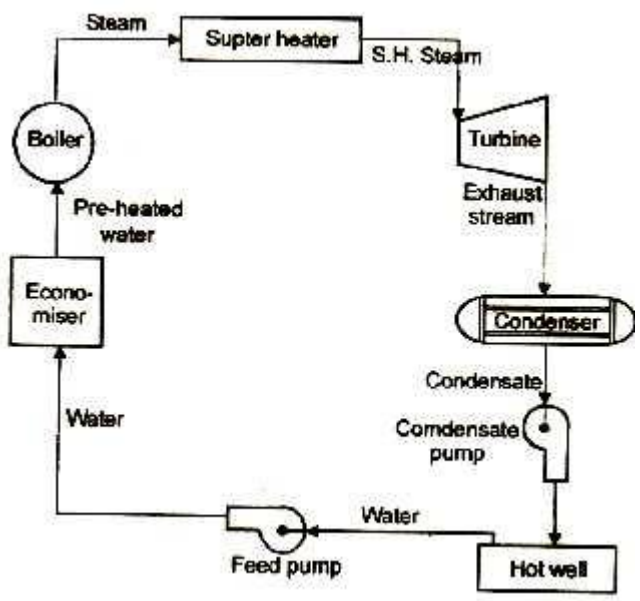 Steam
Supter heater
S.H. Steam
Boiler
Turbine
Exhaust
stream
Pre-heated
water
Econo-
miser
Condenser
Condensate
Comdensate
pump
Water
Water
Feed pump
Hot well